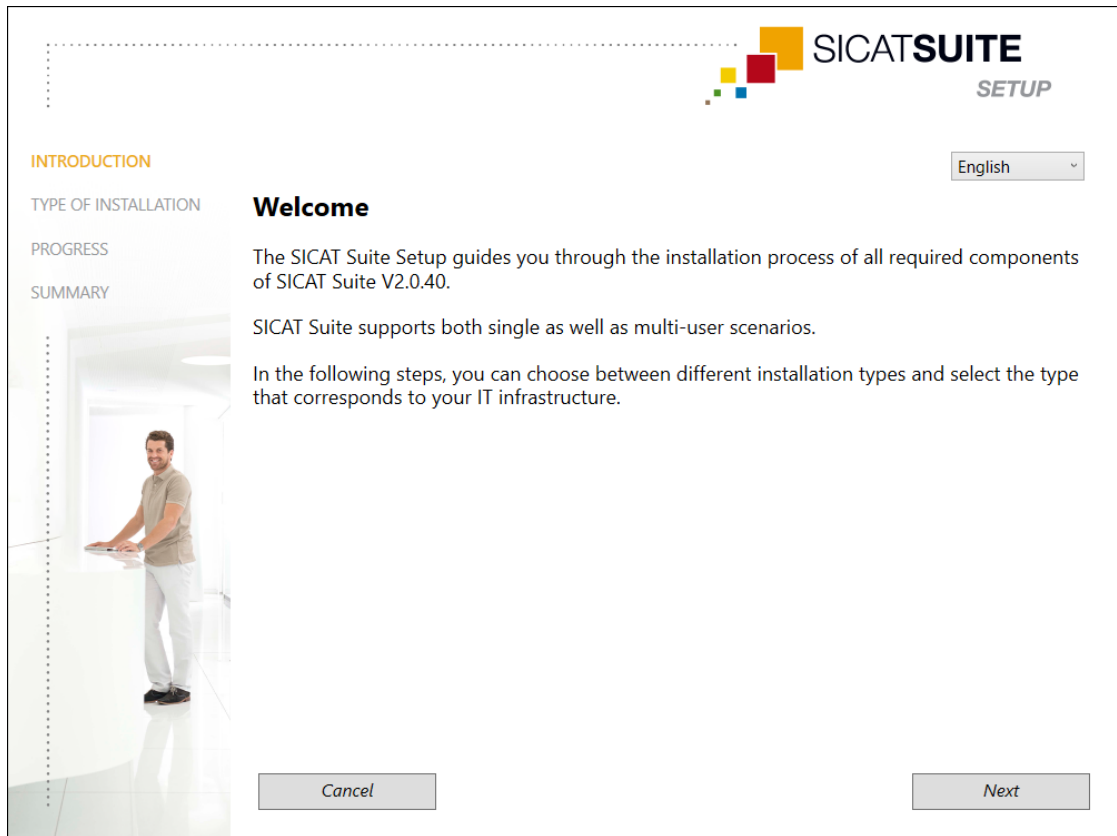 SICATSUITE
SETUP
INTRODUCTION
TYPE OF INSTALLATION
PROGRESS
SUMMARY
English
Welcome
The SICAT Suite Setup guides you through the installation process of all required components
of SICAT Suite V2.0.40.
SICAT Suite supports both single as well as multi-user scenarios.
In the following steps, you can choose between different installation types and select the type
that corresponds to your IT infrastructure.
Cancel
Next